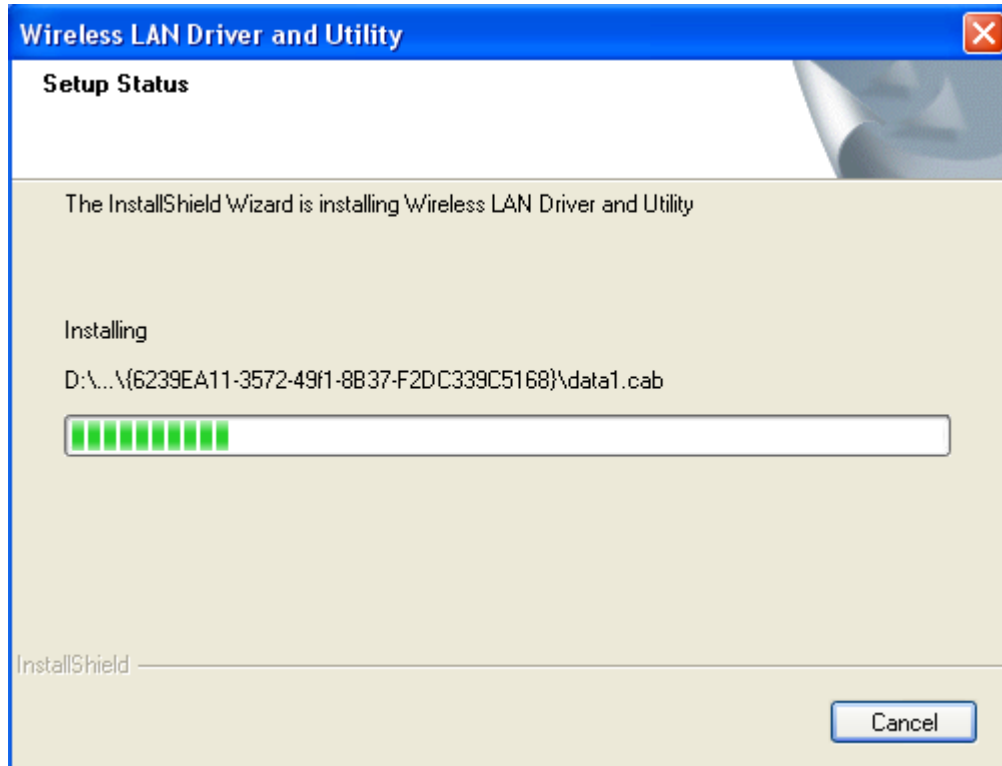 Wireless LAN Driver and Utility
Setup Status
The InstallShield Wizard is installing Wireless LAN Driver and Utility
Installing
D:\...\{6239EA11-3572-49f1-8B37-F2DC339C5168}\data1.cab
InstallShield
Cancel